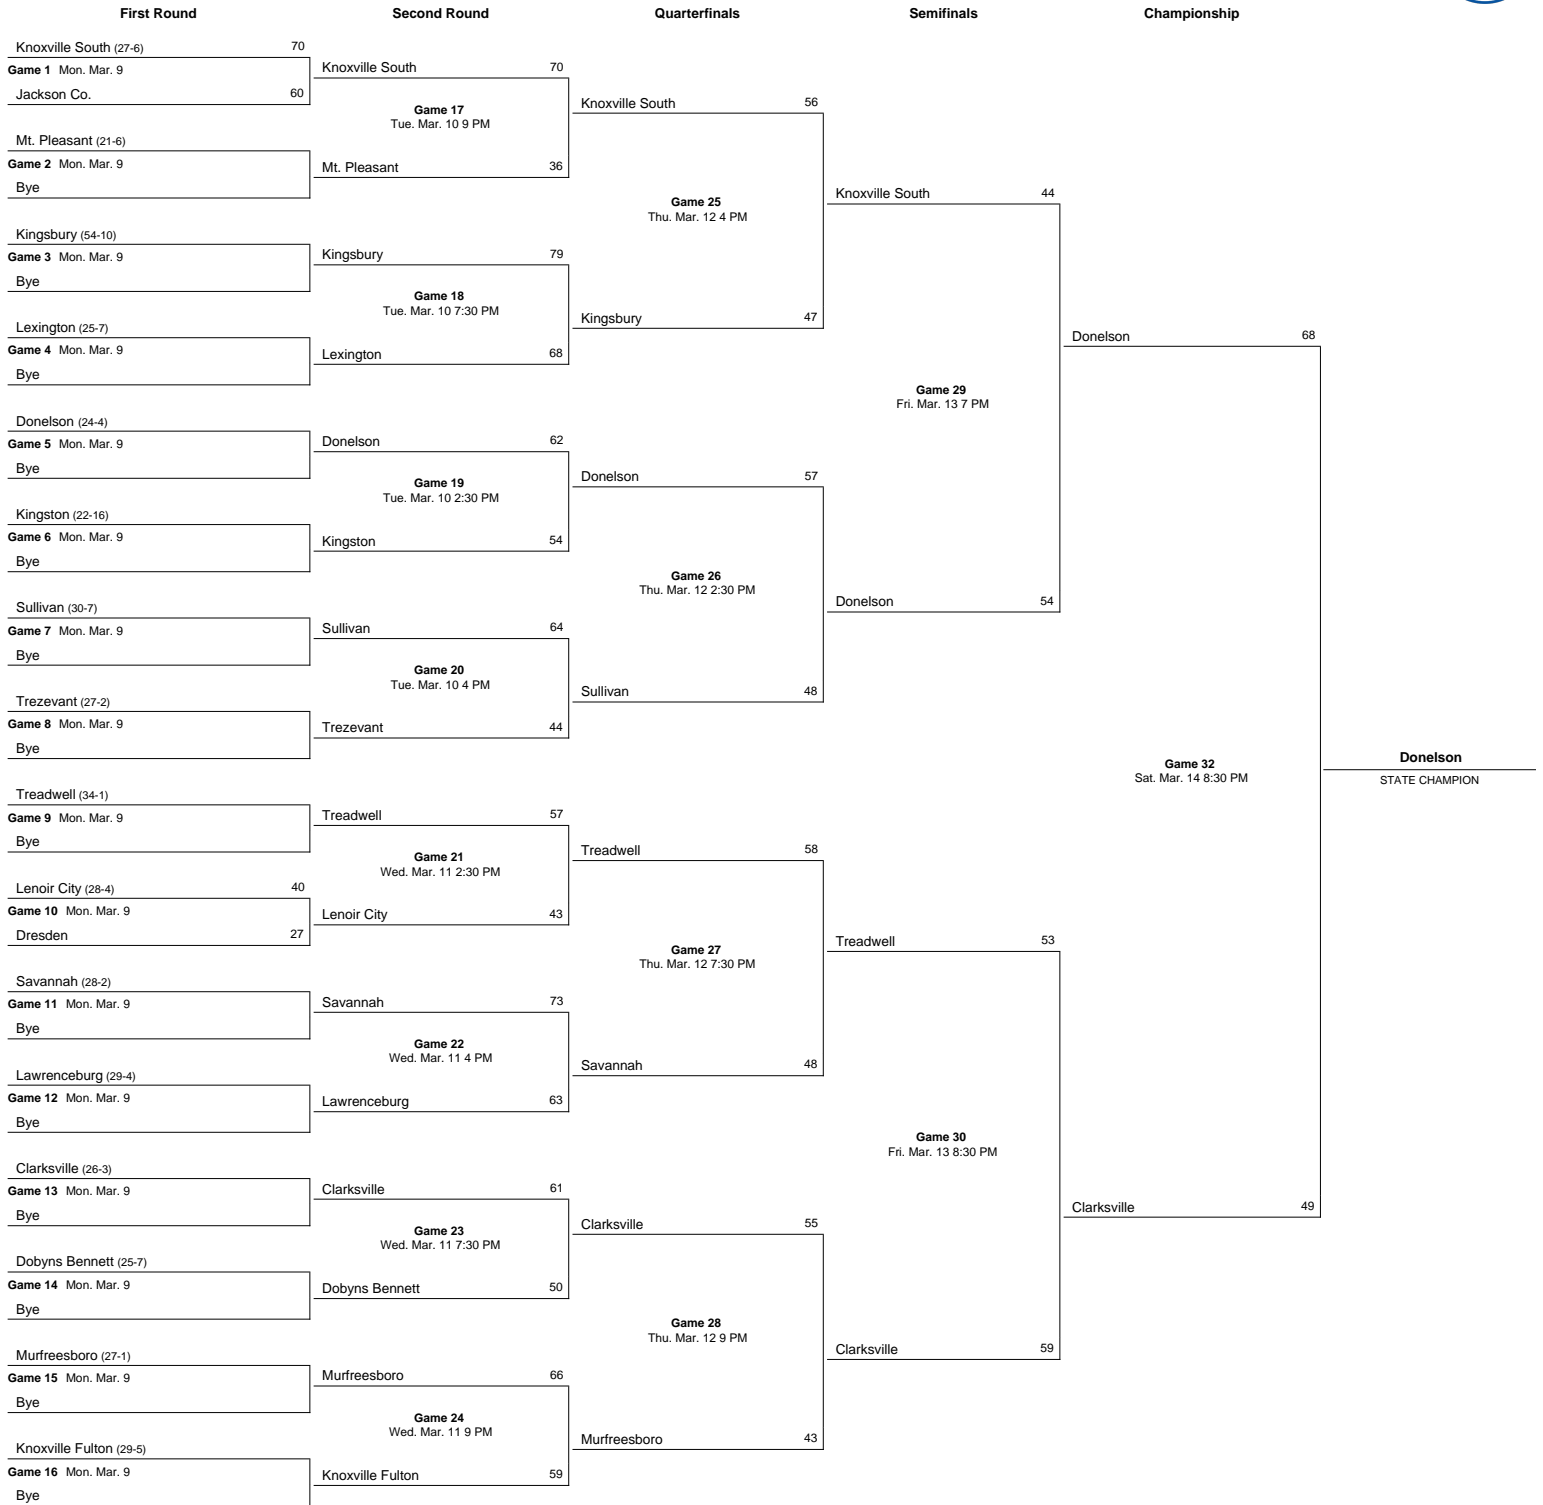 First Round
Second Round
Quarterfinals
Semifinals
Championship
Knoxville South (27-6) 70
Game 1 Mon. Mar. 9
Jackson Co. 60
Mt. Pleasant (21-6)
Game 2 Mon. Mar. 9
Bye
Kingsbury (54-10)
Game 3 Mon. Mar. 9
Bye
Lexington (25-7)
Game 4 Mon. Mar. 9
Bye
Donelson (24-4)
Game 5 Mon. Mar. 9
Bye
Kingston (22-16)
Game 6 Mon. Mar. 9
Bye
Sullivan (30-7)
Game 7 Mon. Mar. 9
Bye
Trezevant (27-2)
Game 8 Mon. Mar. 9
Bye
Treadwell (34-1)
Game 9 Mon. Mar. 9
Bye
Lenoir City (28-4) 40
Game 10 Mon. Mar. 9
Dresden 27
Savannah (28-2)
Game 11 Mon. Mar. 9
Bye
Lawrenceburg (29-4)
Game 12 Mon. Mar. 9
Bye
Clarksville (26-3)
Game 13 Mon. Mar. 9
Bye
Dobyns Bennett (25-7)
Game 14 Mon. Mar. 9
Bye
Murfreesboro (27-1)
Game 15 Mon. Mar. 9
Bye
Knoxville Fulton (29-5)
Game 16 Mon. Mar. 9
Bye
Knoxville South 70
Game 17
Tue. Mar. 10 9 PM
Mt. Pleasant 36
Kingsbury 79
Game 18
Tue. Mar. 10 7:30 PM
Lexington 68
Donelson 62
Game 19
Tue. Mar. 10 2:30 PM
Kingston 54
Sullivan 64
Game 20
Tue. Mar. 10 4 PM
Trezevant 44
Treadwell 57
Game 21
Wed. Mar. 11 2:30 PM
Lenoir City 43
Savannah 73
Game 22
Wed. Mar. 11 4 PM
Lawrenceburg 63
Clarksville 61
Game 23
Wed. Mar. 11 7:30 PM
Dobyns Bennett 50
Murfreesboro 66
Game 24
Wed. Mar. 11 9 PM
Knoxville Fulton 59
Knoxville South 56
Game 25
Thu. Mar. 12 4 PM
Kingsbury 47
Donelson 57
Game 26
Thu. Mar. 12 2:30 PM
Sullivan 48
Treadwell 58
Game 27
Thu. Mar. 12 7:30 PM
Savannah 48
Clarksville 55
Game 28
Thu. Mar. 12 9 PM
Murfreesboro 43
Knoxville South 44
Game 29
Fri. Mar. 13 7 PM
Donelson 54
Treadwell 53
Game 30
Fri. Mar. 13 8:30 PM
Clarksville 59
Donelson 68
Game 32
Sat. Mar. 14 8:30 PM
Clarksville 49
Donelson
STATE CHAMPION